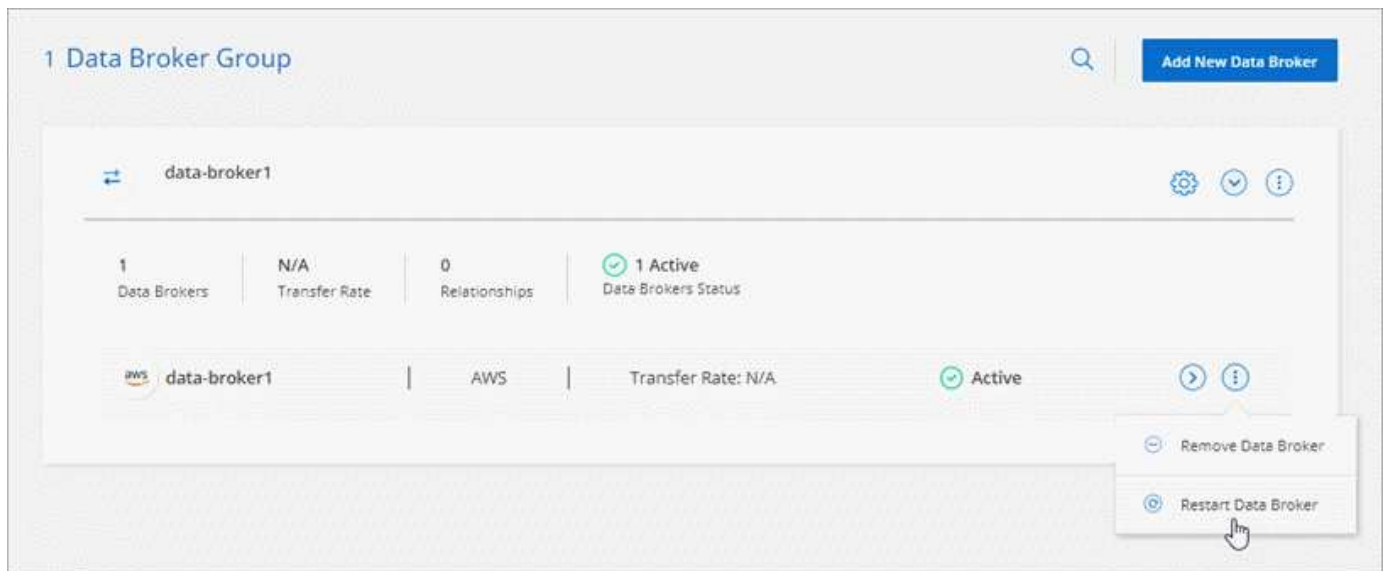 1 Data Broker Group
Add New Data Broker
data-broker1
1
Data Brokers
N/A
Transfer Rate
0
Relationships
1 Active
Data Brokers Status
aws
data-broker1
AWS
Transfer Rate: N/A
Active
Remove Data Broker
Restart Data Broker